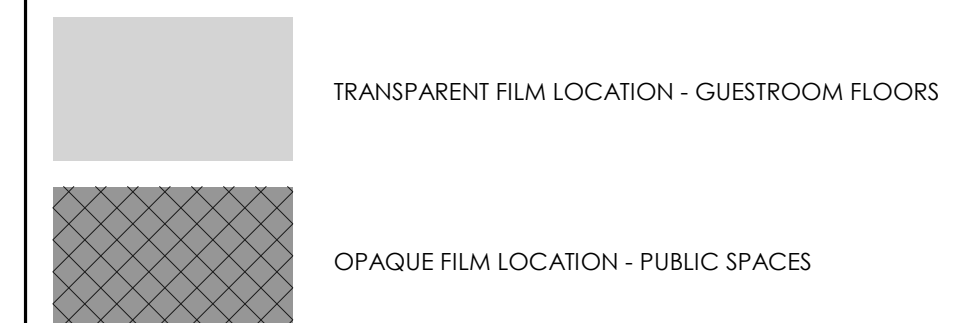 TRANSPARENT FILM LOCATION - GUESTROOM FLOORS
OPAQUE FILM LOCATION - PUBLIC SPACES